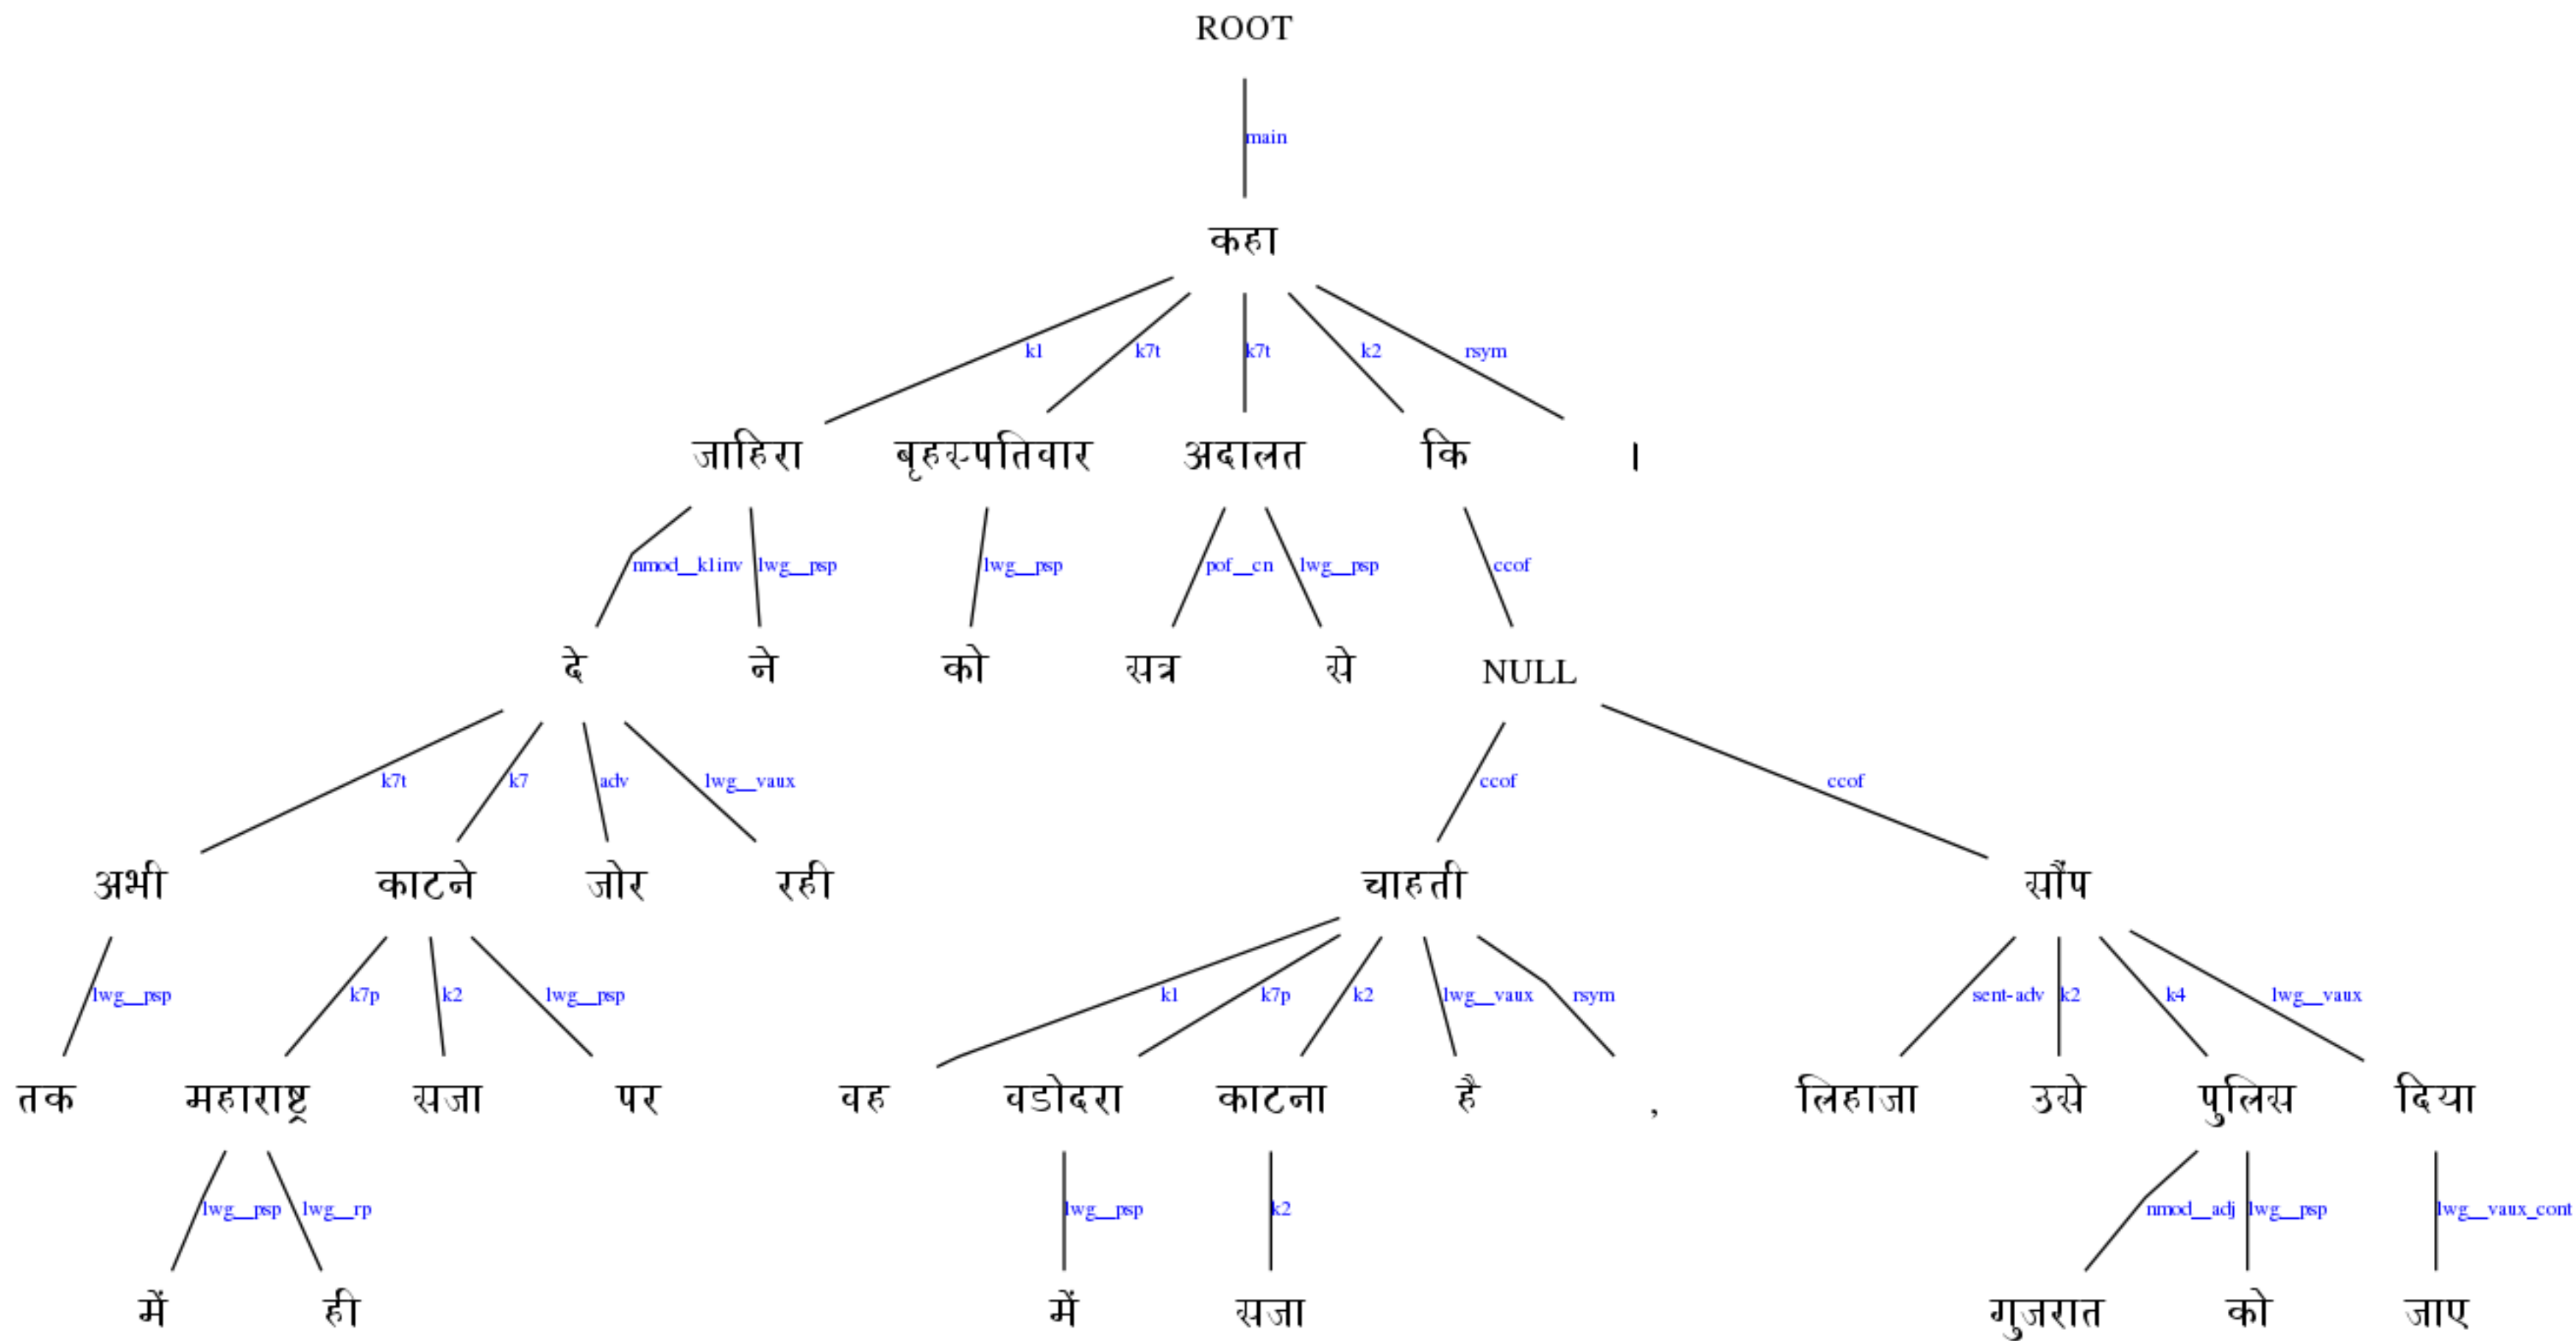 ROOT
main
कहा
k1 k7t k7t k2 rsym
जाहिरा बृहस्पतिवार अदालत कि ।
nmod__k1inv lwg__psp lwg__psp pof__cn lwg__psp ccof
दे ने को सत्र से NULL
k7t k7 adv lwg__vaux ccof ccof
अभी काटने जोर रही चाहती सौंप
lwg__psp k7p k2 lwg__psp k1 k7p k2 lwg__vaux rsym sent-adv k2 k4 lwg__vaux
तक महाराष्ट्र सजा पर वह वडोदरा काटना है , लिहाजा उसे पुलिस दिया
lwg__psp lwg__rp lwg__psp k2 nmod__adj lwg__psp lwg__vaux_cont
में ही में सजा गुजरात को जाए